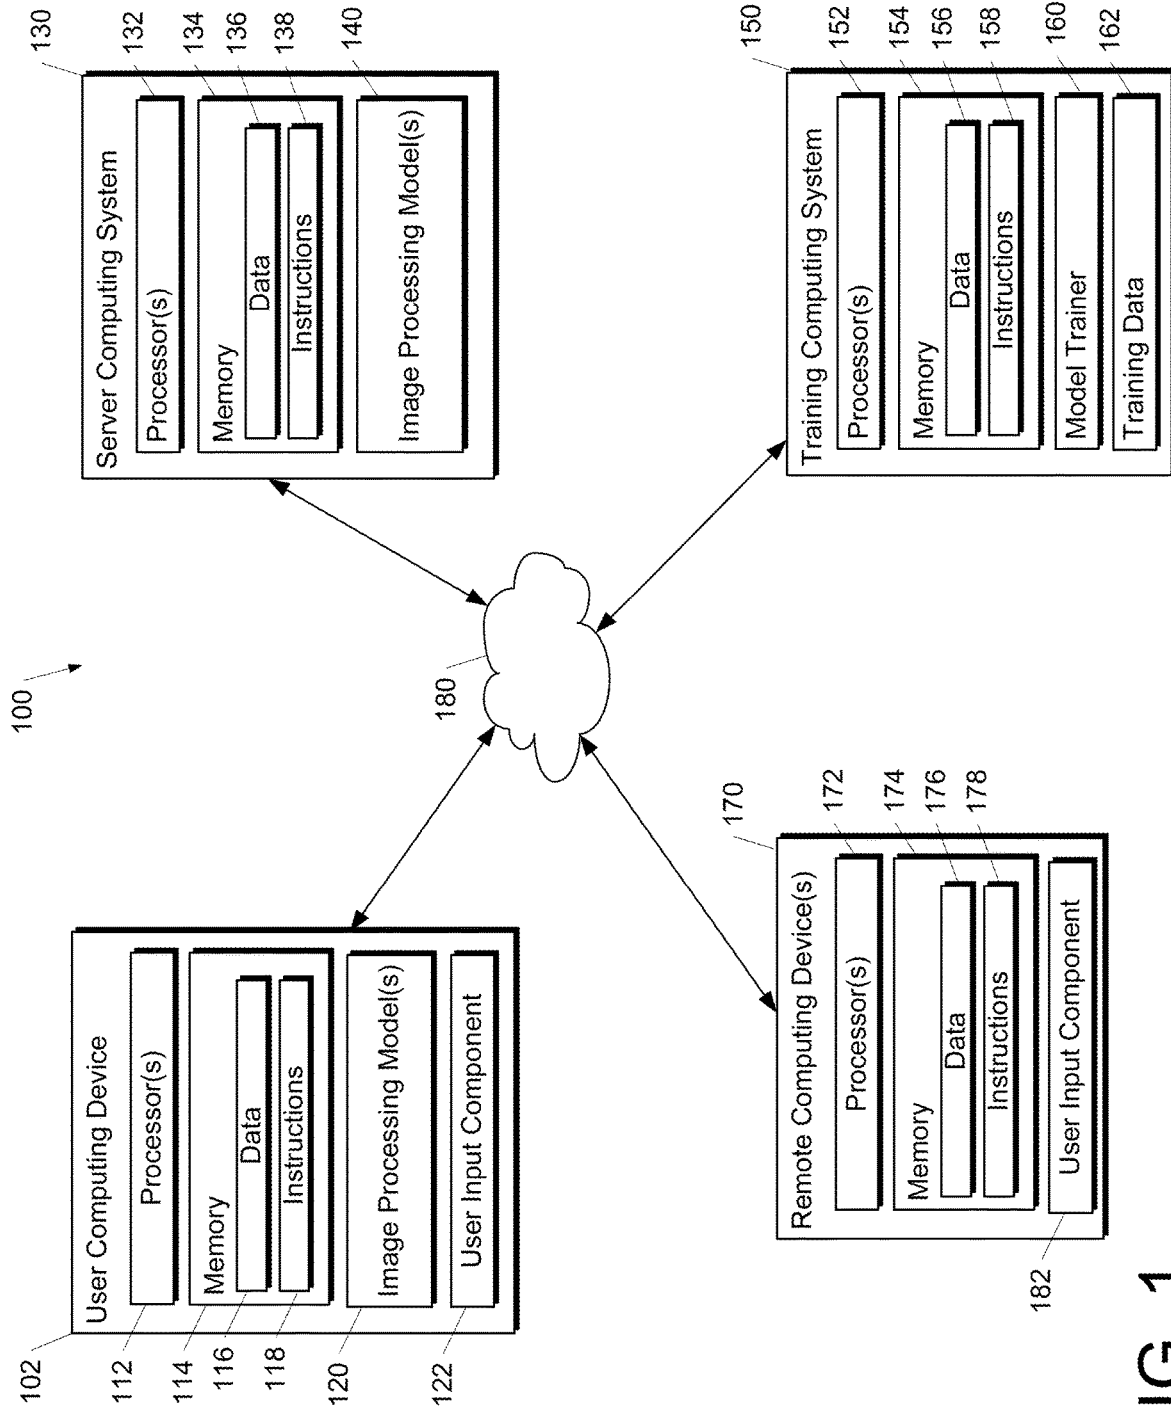 100
102
User Computing Device
112
Processor(s)
114
Memory
116
Data
118
Instructions
120
Image Processing Model(s)
122
User Input Component
130
Server Computing System
132
Processor(s)
134
Memory
136
Data
138
Instructions
140
Image Processing Model(s)
180
170
Remote Computing Device(s)
172
Processor(s)
174
Memory
176
Data
178
Instructions
182
User Input Component
150
Training Computing System
152
Processor(s)
154
Memory
156
Data
158
Instructions
160
Model Trainer
162
Training Data